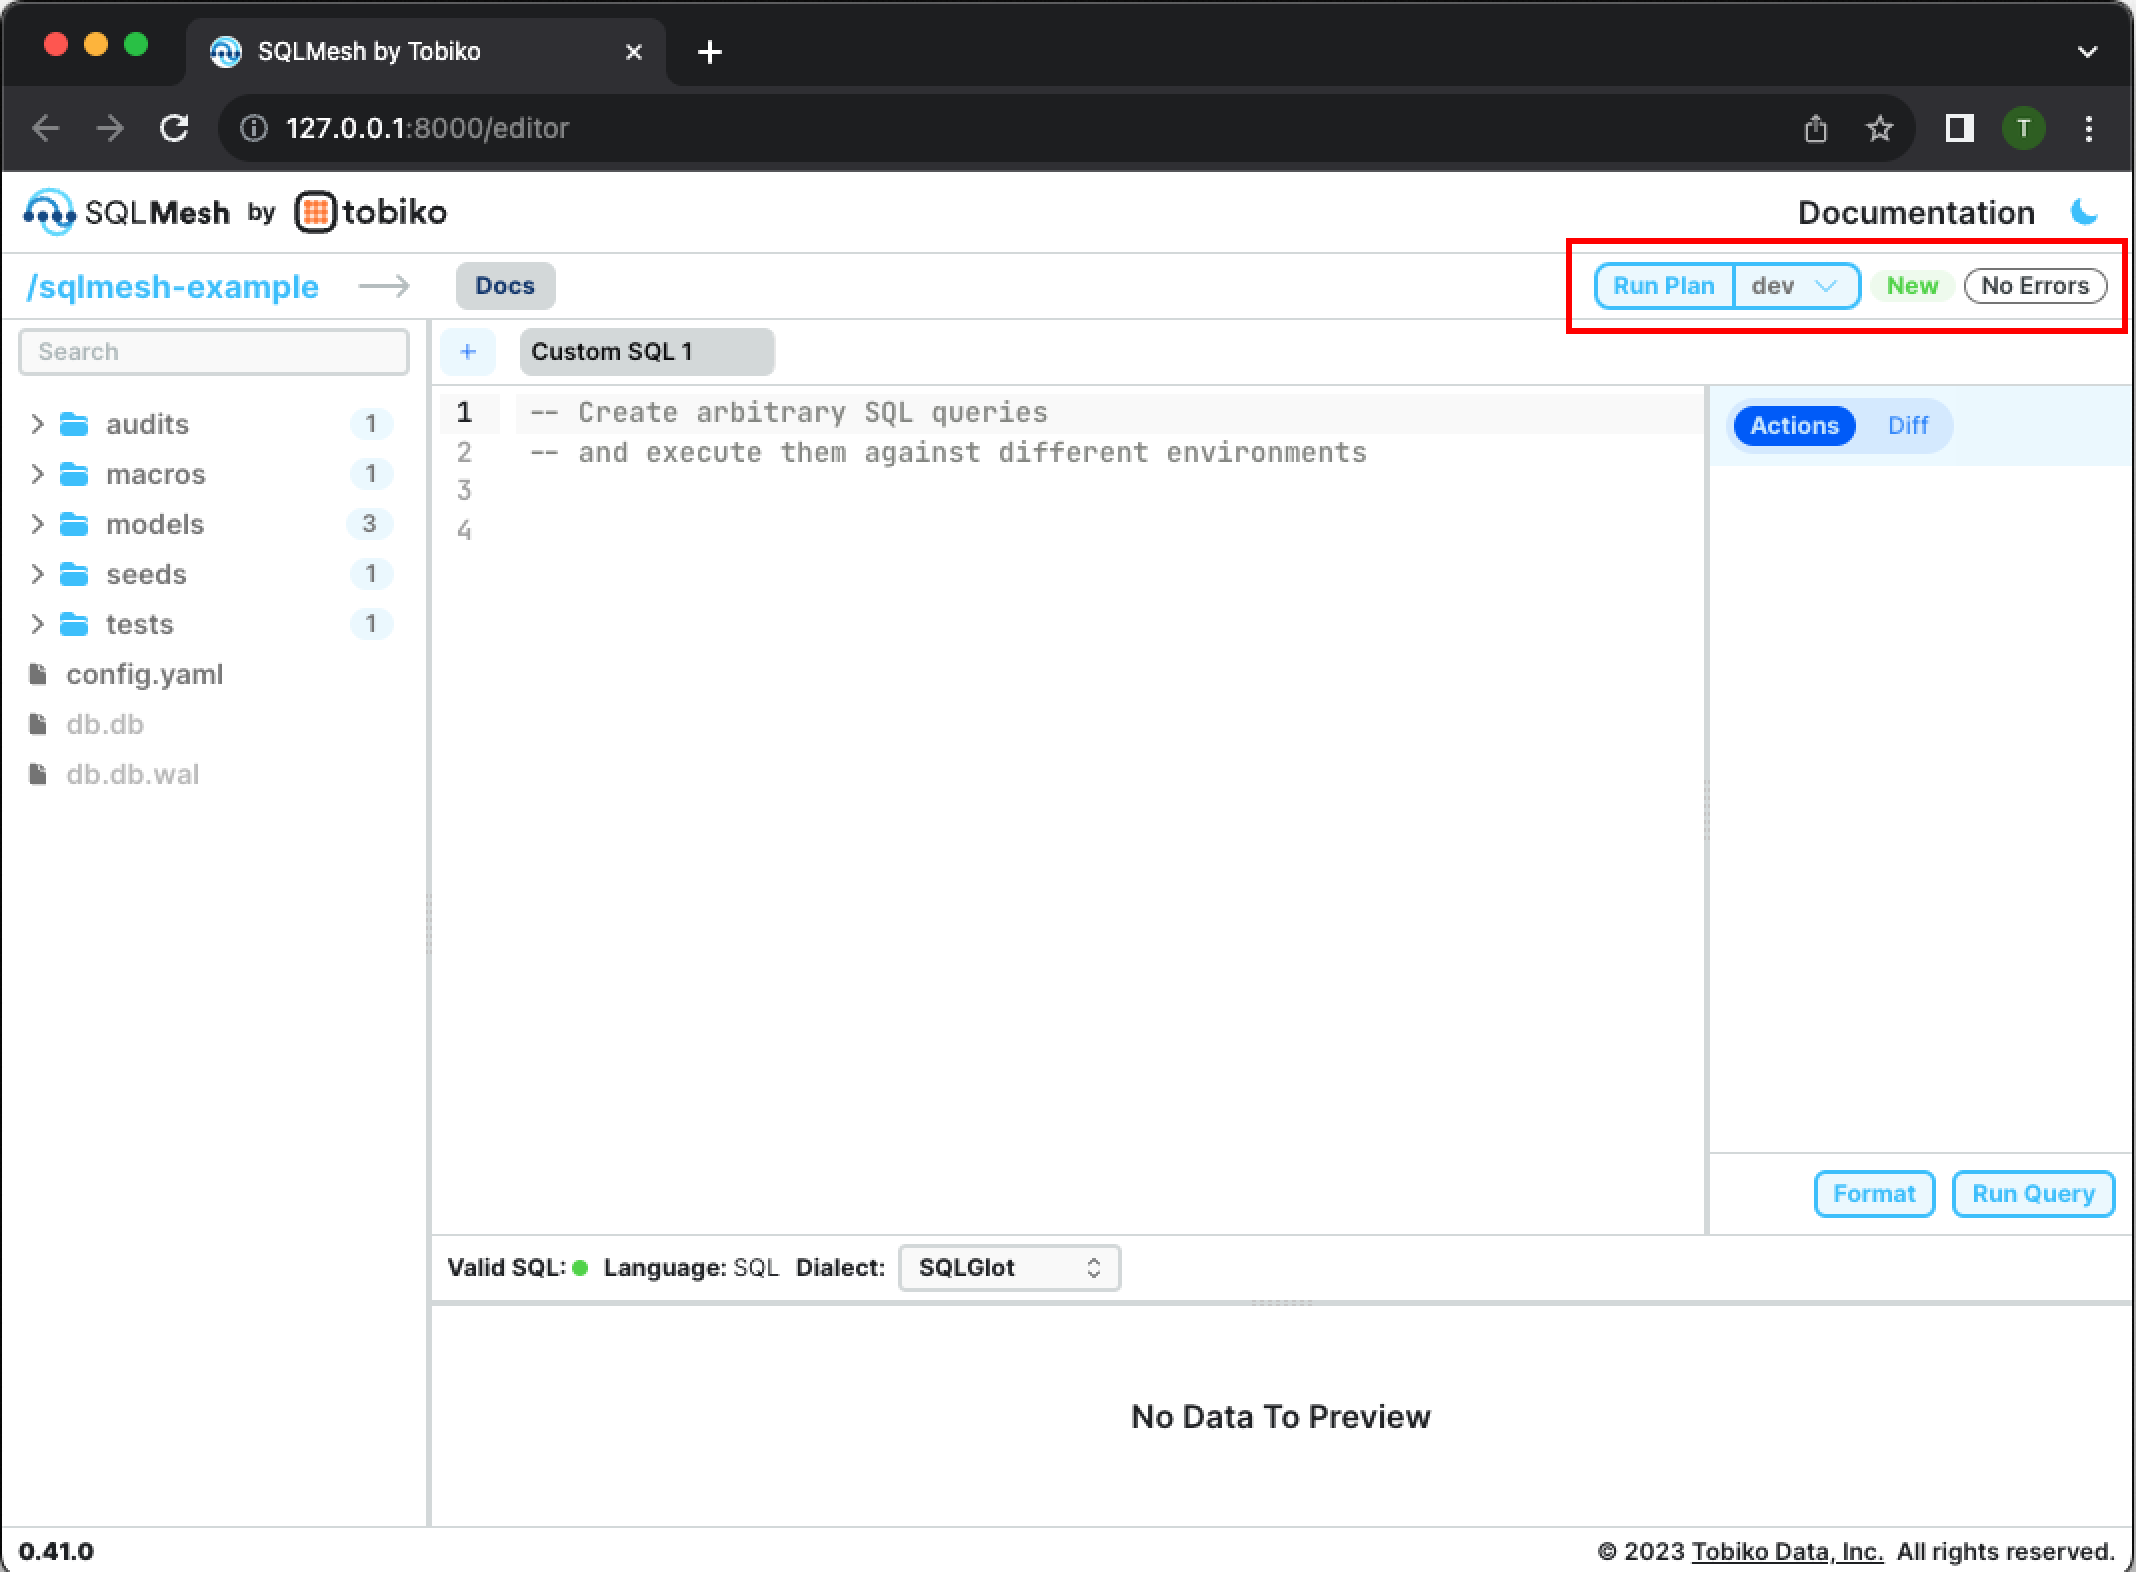 SQLMesh by Tobiko
127.0.0.1:8000/editor
T
SQLMesh by tobiko
Documentation
/sqlmesh-example
Docs
Run Plan
dev
New
No Errors
Search
+
Custom SQL 1
audits 1
macros 1
models 3
seeds 1
tests 1
config.yaml
db.db
db.db.wal
1 -- Create arbitrary SQL queries
2 -- and execute them against different environments
3
4
Actions
Diff
Format
Run Query
Valid SQL: Language: SQL Dialect: SQLGlot
No Data To Preview
0.41.0
© 2023 Tobiko Data, Inc. All rights reserved.